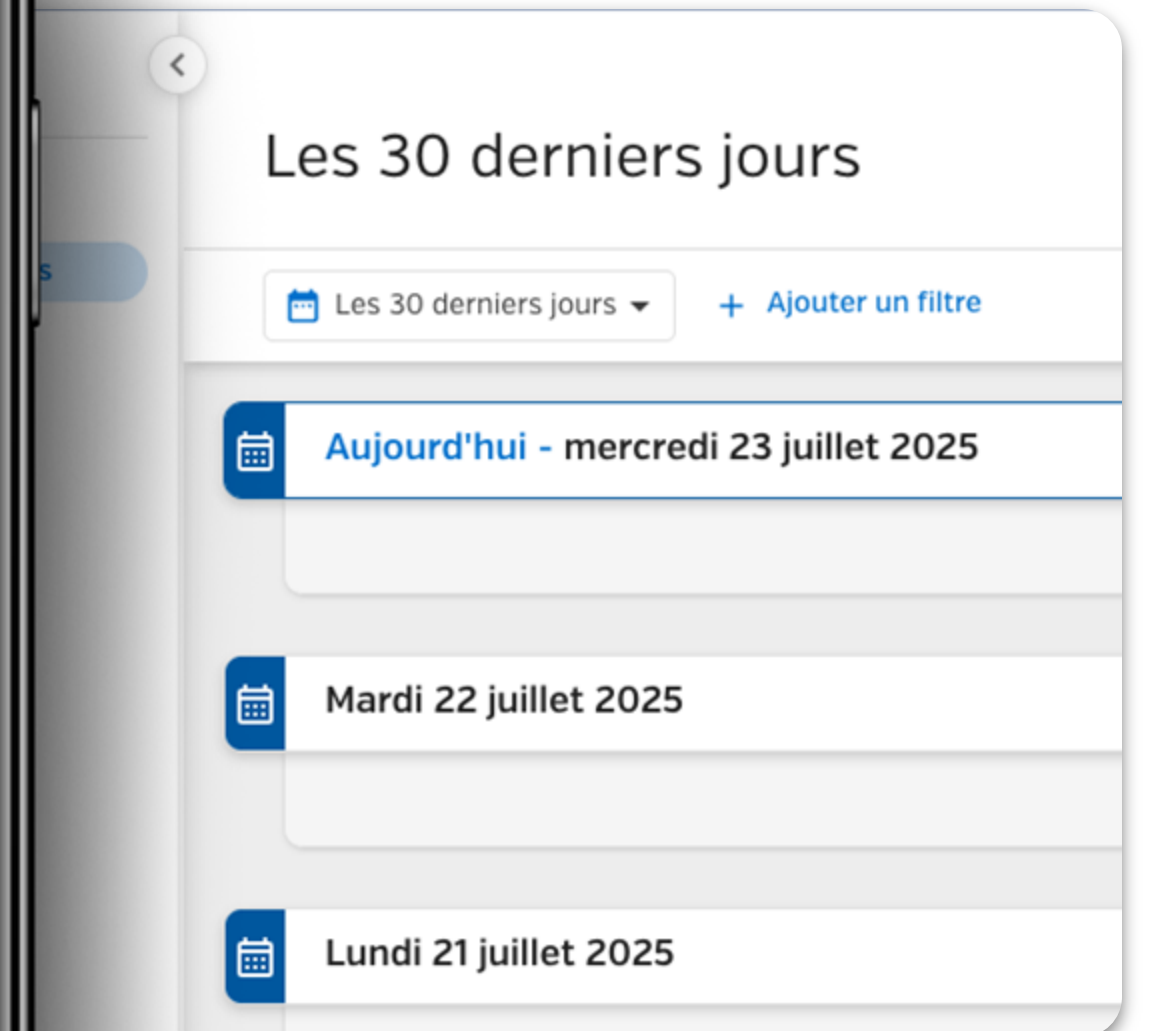 Les 30 derniers jours
Les 30 derniers jours
+ Ajouter un filtre
Aujourd'hui - mercredi 23 juillet 2025
Mardi 22 juillet 2025
Lundi 21 juillet 2025